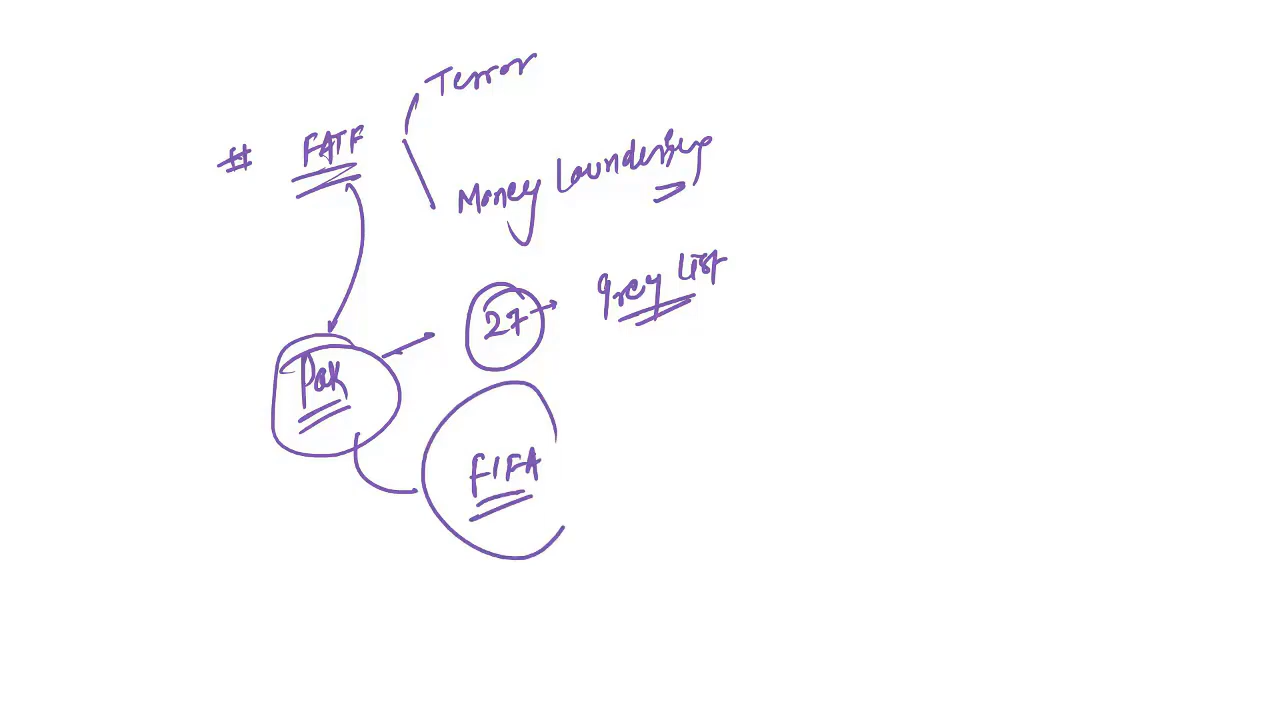 Terror
# FATF
Money Laundering
Grey List
27
Pak
FIFA